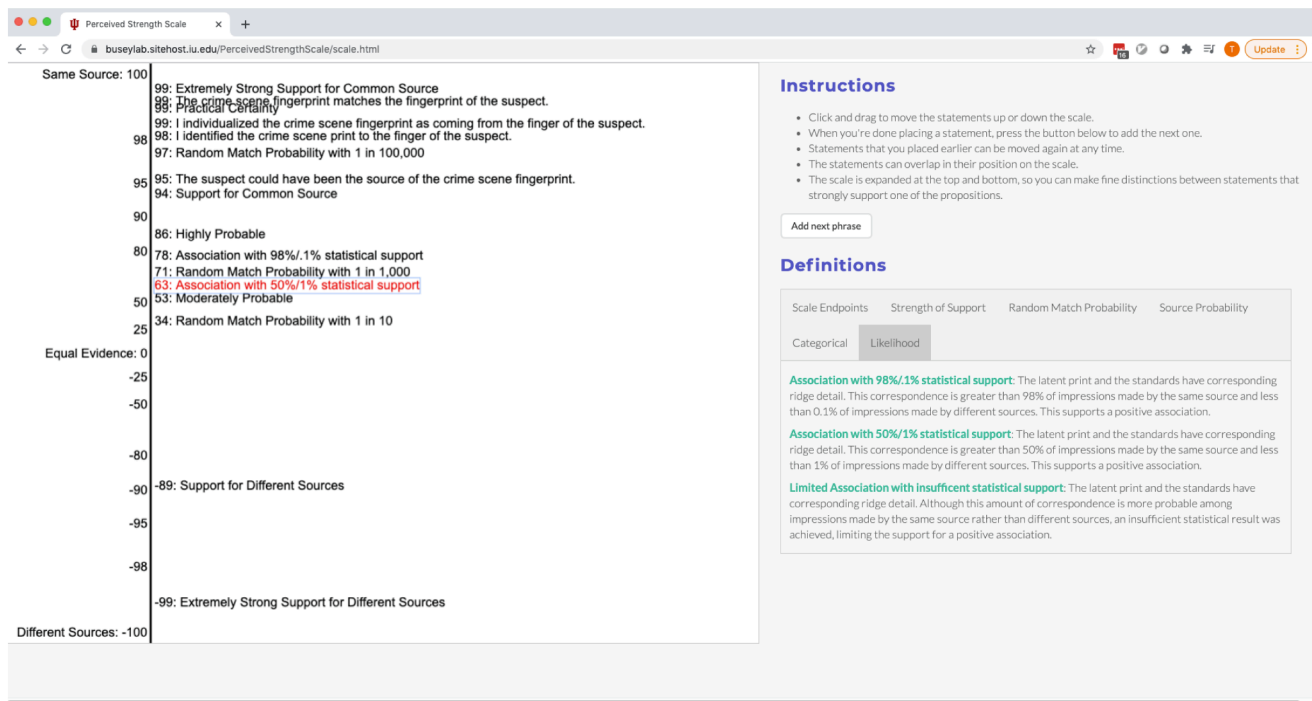 Perceived Strength Scale
buseylab.sitehost.iu.edu/PerceivedStrengthScale/scale.html
16
T
Update
Same Source: 100
98
95
90
80
50
25
Equal Evidence: 0
-25
-50
-80
-90
-95
-98
Different Sources: -100
99: Extremely Strong Support for Common Source
99: The crime scene fingerprint matches the fingerprint of the suspect.
99: Practical Certainty
99: I individualized the crime scene fingerprint as coming from the finger of the suspect.
98: I identified the crime scene print to the finger of the suspect.
97: Random Match Probability with 1 in 100,000
95: The suspect could have been the source of the crime scene fingerprint.
94: Support for Common Source
86: Highly Probable
78: Association with 98%/.1% statistical support
71: Random Match Probability with 1 in 1,000
63: Association with 50%/1% statistical support
53: Moderately Probable
34: Random Match Probability with 1 in 10
-89: Support for Different Sources
-99: Extremely Strong Support for Different Sources
Instructions
• Click and drag to move the statements up or down the scale.
• When you're done placing a statement, press the button below to add the next one.
• Statements that you placed earlier can be moved again at any time.
• The statements can overlap in their position on the scale.
• The scale is expanded at the top and bottom, so you can make fine distinctions between statements that
strongly support one of the propositions.
Add next phrase
Definitions
Scale Endpoints Strength of Support Random Match Probability Source Probability
Categorical Likelihood
Association with 98%/.1% statistical support: The latent print and the standards have corresponding
ridge detail. This correspondence is greater than 98% of impressions made by the same source and less
than 0.1% of impressions made by different sources. This supports a positive association.
Association with 50%/1% statistical support: The latent print and the standards have corresponding
ridge detail. This correspondence is greater than 50% of impressions made by the same source and less
than 1% of impressions made by different sources. This supports a positive association.
Limited Association with insufficent statistical support: The latent print and the standards have
corresponding ridge detail. Although this amount of correspondence is more probable among
impressions made by the same source rather than different sources, an insufficient statistical result was
achieved, limiting the support for a positive association.